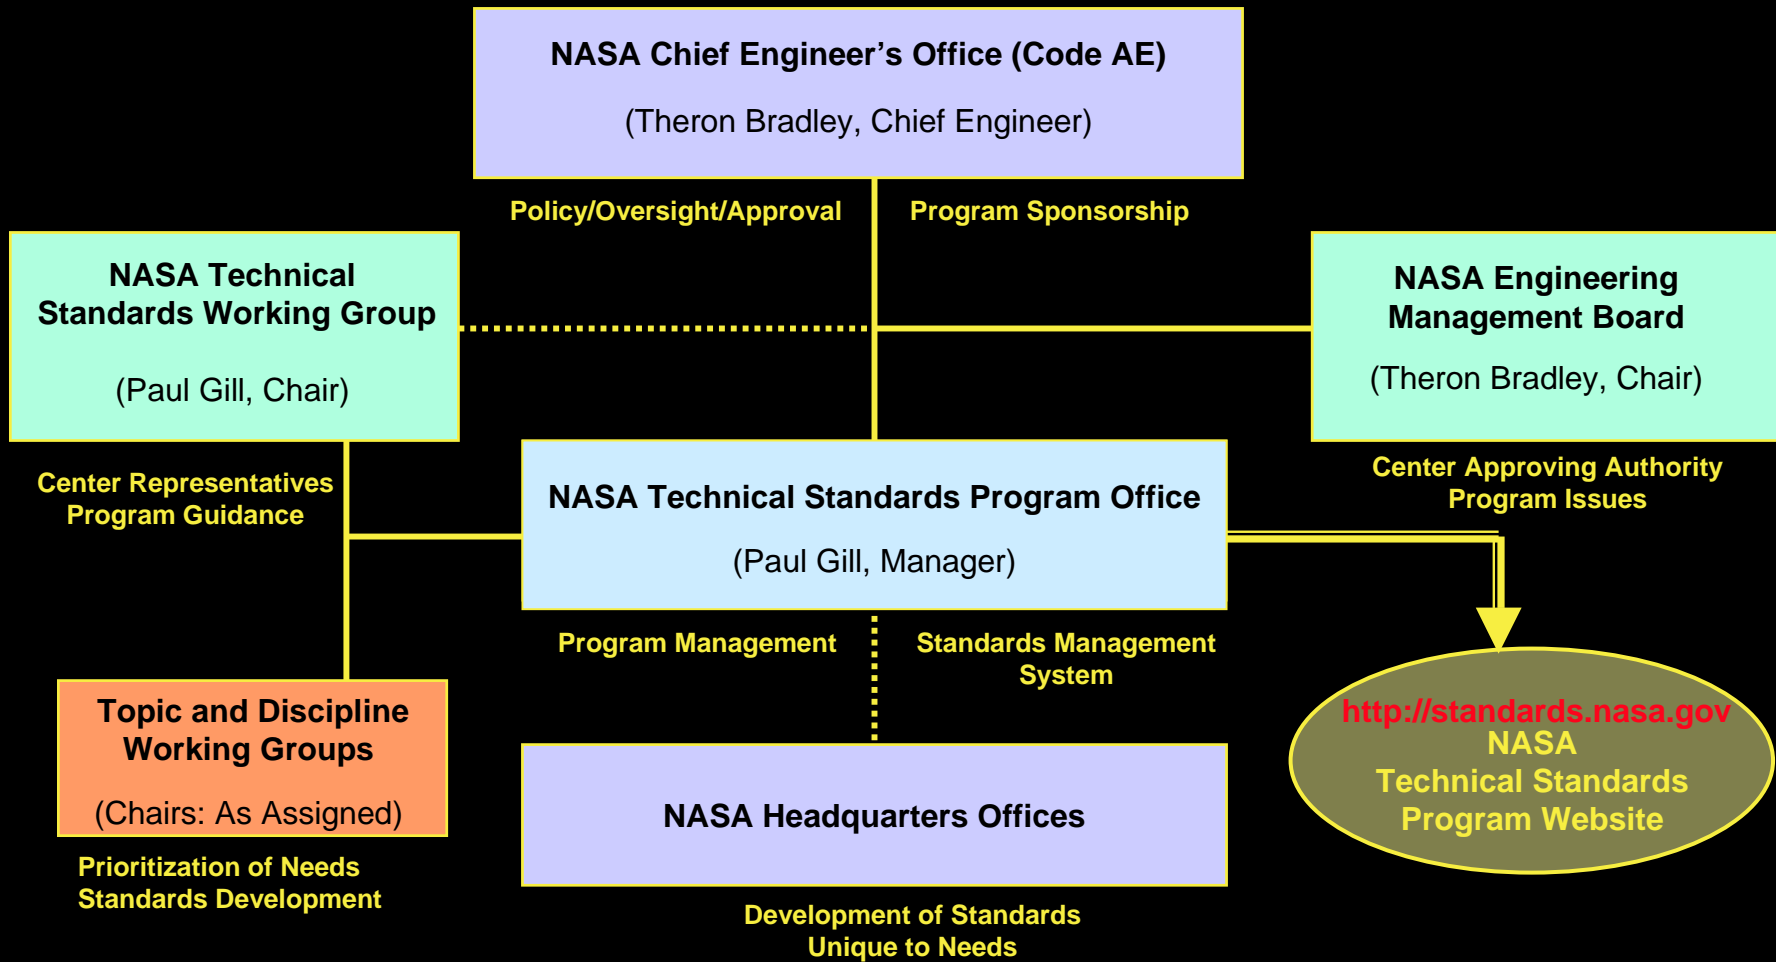 NASA Chief Engineer’s Office (Code AE)
(Theron Bradley, Chief Engineer)
Policy/Oversight/Approval
Program Sponsorship
NASA Technical
Standards Working Group
(Paul Gill, Chair)
NASA Engineering
Management Board
(Theron Bradley, Chair)
Center Representatives
Program Guidance
NASA Technical Standards Program Office
(Paul Gill, Manager)
Center Approving Authority
Program Issues
Program Management
Standards Management
System
Topic and Discipline
Working Groups
(Chairs: As Assigned)
Prioritization of Needs
Standards Development
NASA Headquarters Offices
Development of Standards
Unique to Needs
http://standards.nasa.gov
NASA
Technical Standards
Program Website